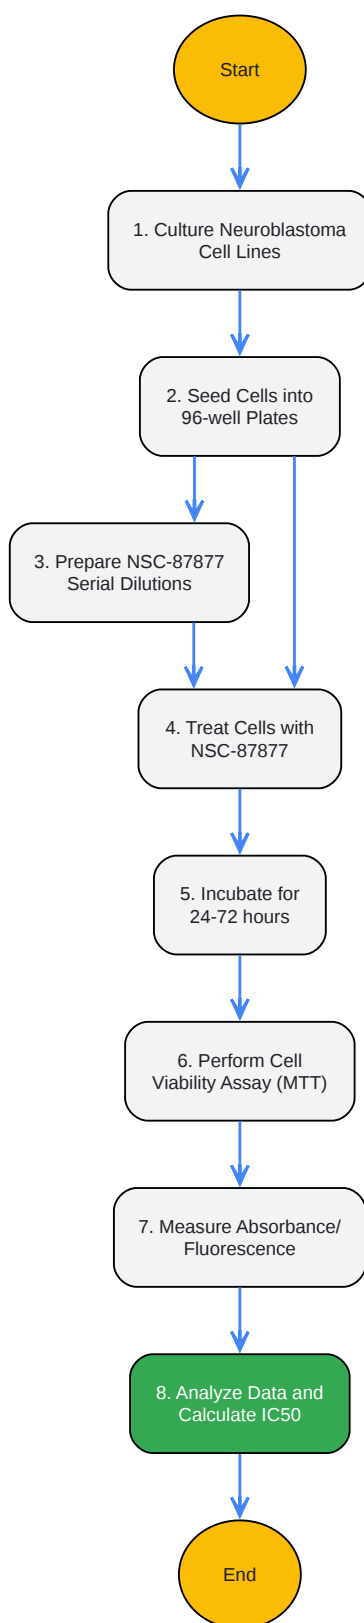 Start
1. Culture Neuroblastoma
Cell Lines
2. Seed Cells into
96-well Plates
3. Prepare NSC-87877
Serial Dilutions
4. Treat Cells with
NSC-87877
5. Incubate for
24-72 hours
6. Perform Cell
Viability Assay (MTT)
7. Measure Absorbance/
Fluorescence
8. Analyze Data and
Calculate IC50
End